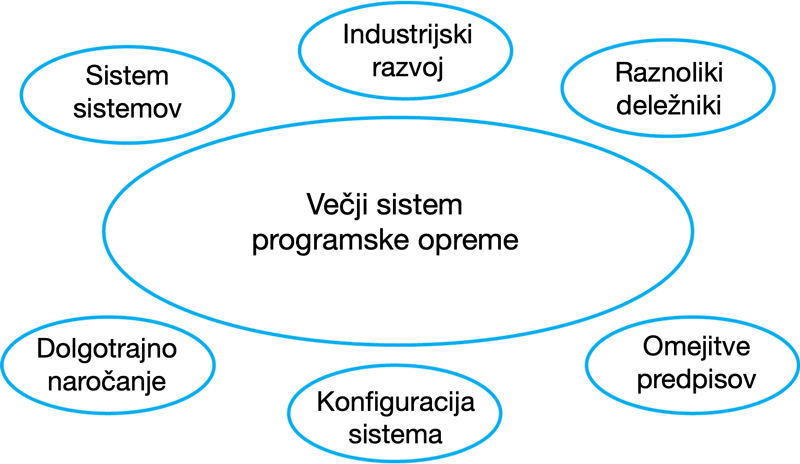 Industrijski
razvoj
Sistem
sistemov
Raznoliki
deležniki
Večji sistem
programske opreme
Dolgotrajno
naročanje
Omejitve
predpisov
Konfiguracija
sistema